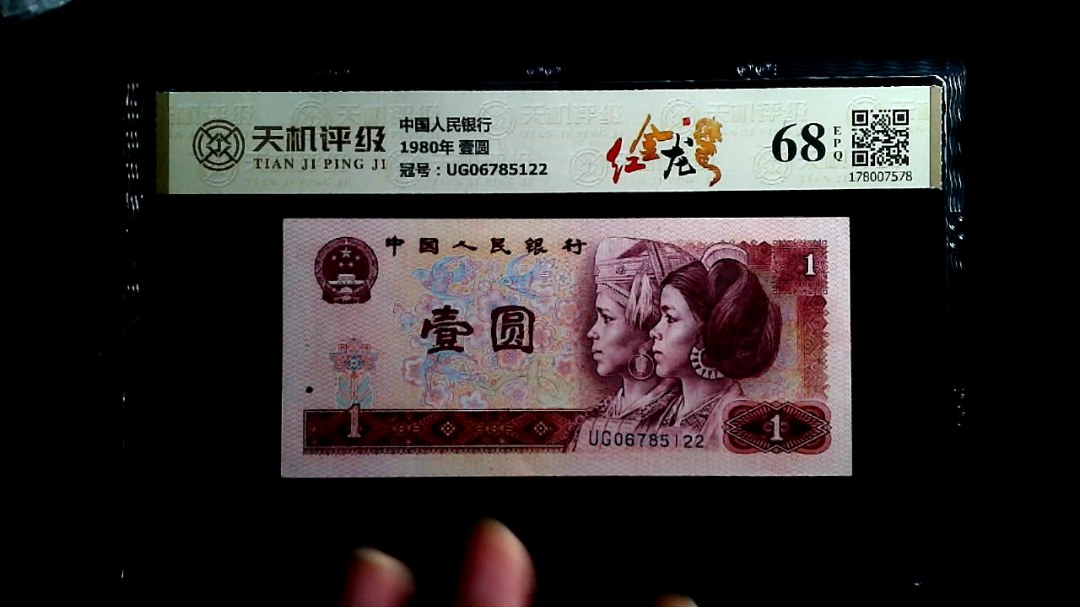 天机评级
TIAN JI PING JI
中国人民银行
1980年 壹圆
冠号：UG06785122
红金龙
68
EPQ
178007578
中国人民银行
1
壹圆
1
UG06785122
1